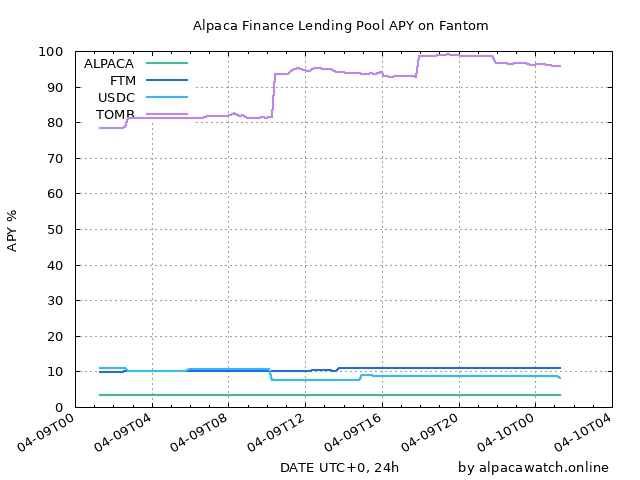 Alpaca Finance Lending Pool APY on Fantom
APY %
100
90
80
70
60
50
40
30
20
10
0
ALPACA
FTM
USDC
TOMB
04-09T00
04-09T04
04-09T08
04-09T12
04-09T16
04-09T20
04-10T00
04-10T04
DATE UTC+0, 24h
by alpacawatch.online